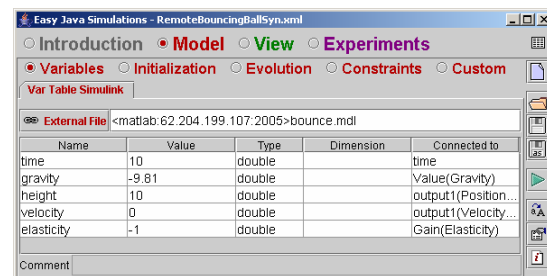 Easy Java Simulations - RemoteBouncingBallSyn.xml
Introduction Model View Experiments
Variables Initialization Evolution Constraints Custom
Var Table Simulink
External File <matlab:62.204.199.107:2005>bounce.mdl
Name Value Type Dimension Connected to
time 10 double time
gravity -9.81 double Value(Gravity)
height 10 double output1(Position...
velocity 0 double output1(Velocity...
elasticity -1 double Gain(Elasticity)
Comment
as